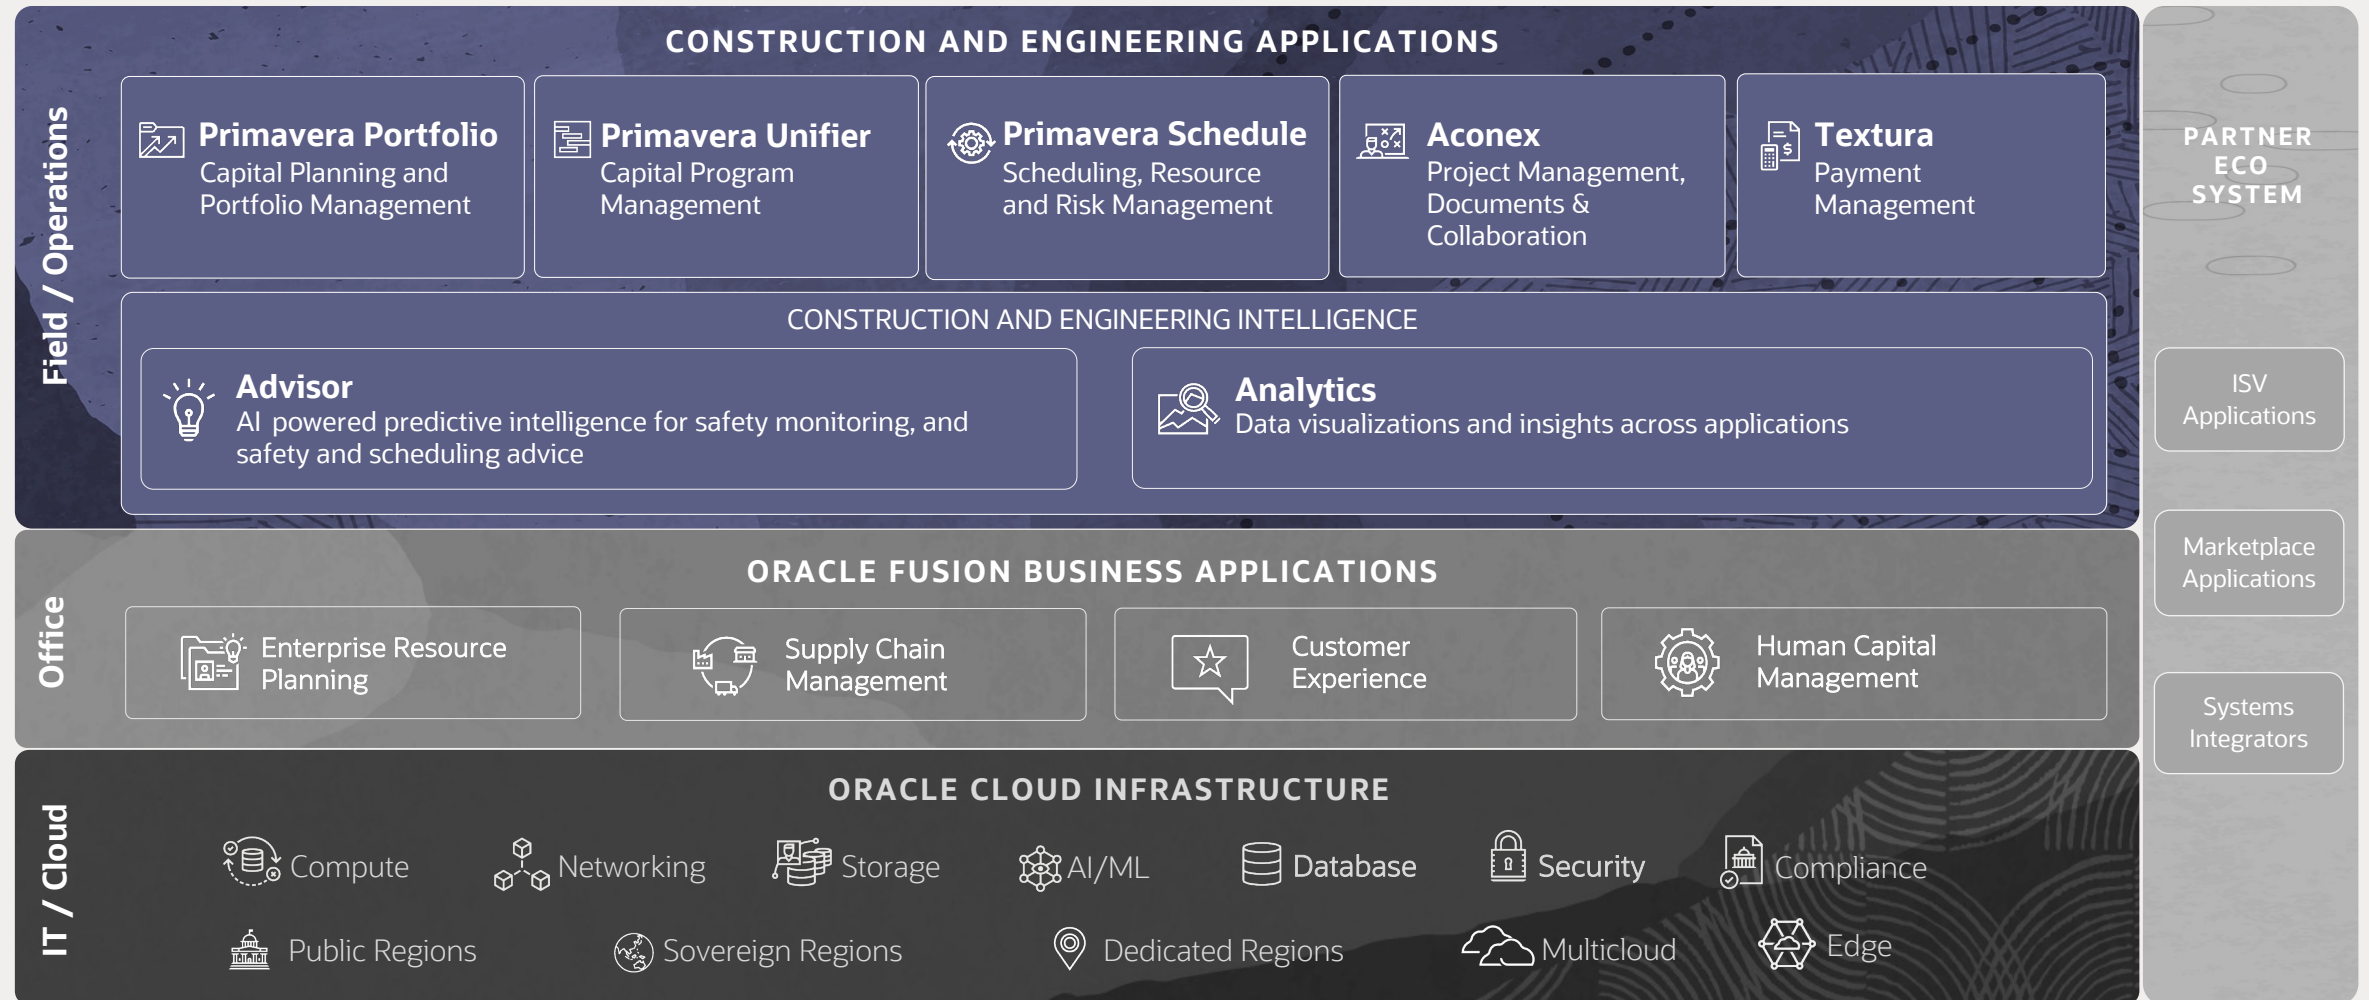 CONSTRUCTION AND ENGINEERING APPLICATIONS
Field / Operations
Primavera Portfolio
Capital Planning and
Portfolio Management
Primavera Unifier
Capital Program
Management
Primavera Schedule
Scheduling, Resource
and Risk Management
Aconex
Project Management,
Documents &
Collaboration
Textura
Payment
Management
CONSTRUCTION AND ENGINEERING INTELLIGENCE
Advisor
AI powered predictive intelligence for safety monitoring, and
safety and scheduling advice
Analytics
Data visualizations and insights across applications
ORACLE FUSION BUSINESS APPLICATIONS
Office
Enterprise Resource
Planning
Supply Chain
Management
Customer
Experience
Human Capital
Management
ORACLE CLOUD INFRASTRUCTURE
IT / Cloud
Compute
Networking
Storage
AI/ML
Database
Security
Compliance
Public Regions
Sovereign Regions
Dedicated Regions
Multicloud
Edge
PARTNER
ECO
SYSTEM
ISV
Applications
Marketplace
Applications
Systems
Integrators